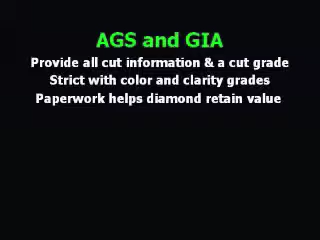 AGS and GIA
Provide all cut information & a cut grade
Strict with color and clarity grades
Paperwork helps diamond retain value